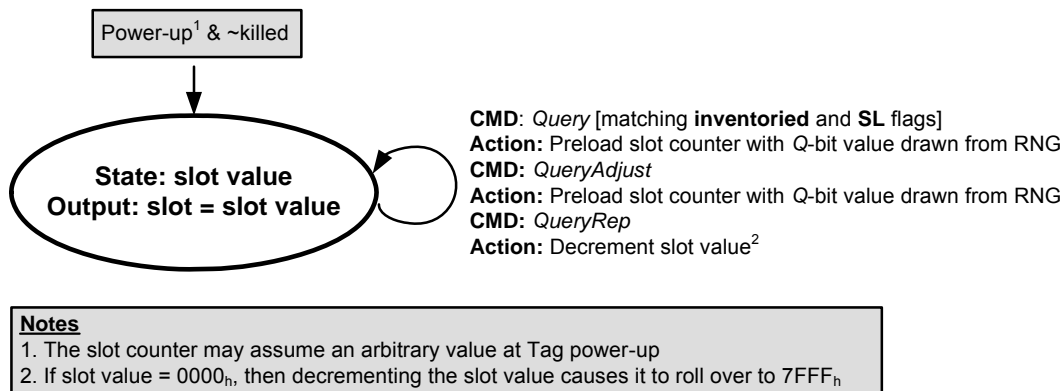 Power-up1 & ~killed
State: slot value
Output: slot = slot value
CMD: Query [matching inventoried and SL flags]
Action: Preload slot counter with Q-bit value drawn from RNG
CMD: QueryAdjust
Action: Preload slot counter with Q-bit value drawn from RNG
CMD: QueryRep
Action: Decrement slot value2
Notes
1. The slot counter may assume an arbitrary value at Tag power-up
2. If slot value = 0000h, then decrementing the slot value causes it to roll over to 7FFFh